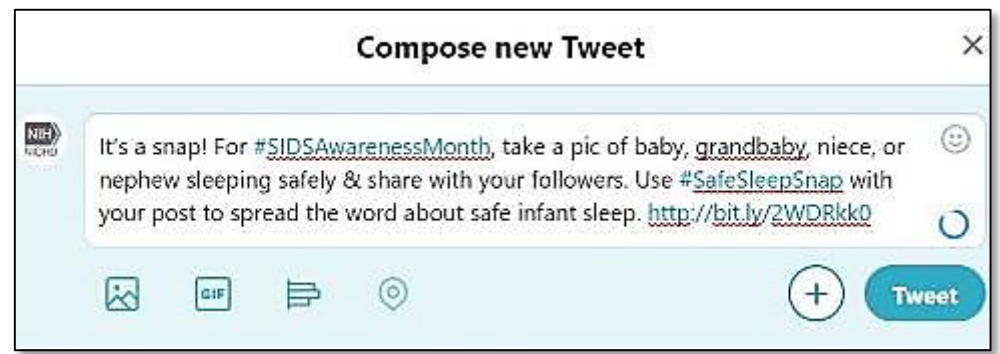 Compose new Tweet
NIH
NICHD
It's a snap! For #SIDSAwarenessMonth, take a pic of baby, grandbaby, niece, or
nephew sleeping safely & share with your followers. Use #SafeSleepSnap with
your post to spread the word about safe infant sleep. http://bit.ly/2WDRkk0
GIF
Tweet